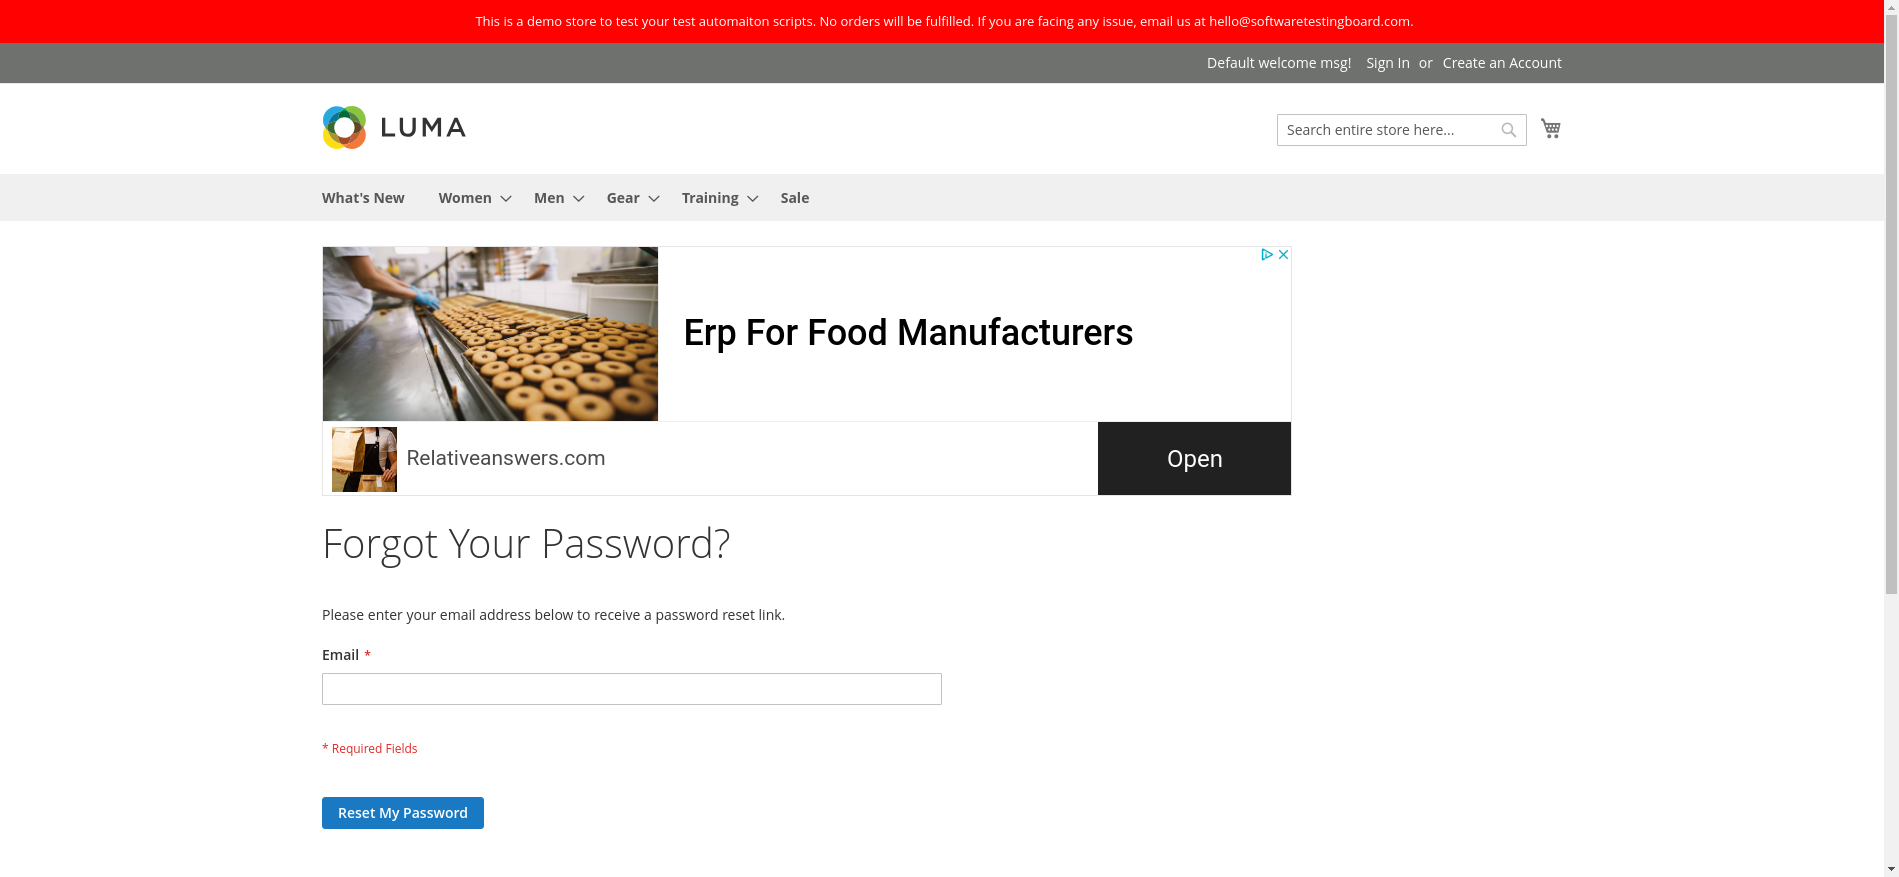 This is a demo store to test your test automaiton scripts. No orders will be fulfilled. If you are facing any issue, email us at hello@softwaretestingboard.com.
Default welcome msg! Sign In or Create an Account
LUMA
Search entire store here...
What's New Women Men Gear Training Sale
Erp For Food Manufacturers
Relativeanswers.com
Open
Forgot Your Password?
Please enter your email address below to receive a password reset link.
Email *
* Required Fields
Reset My Password